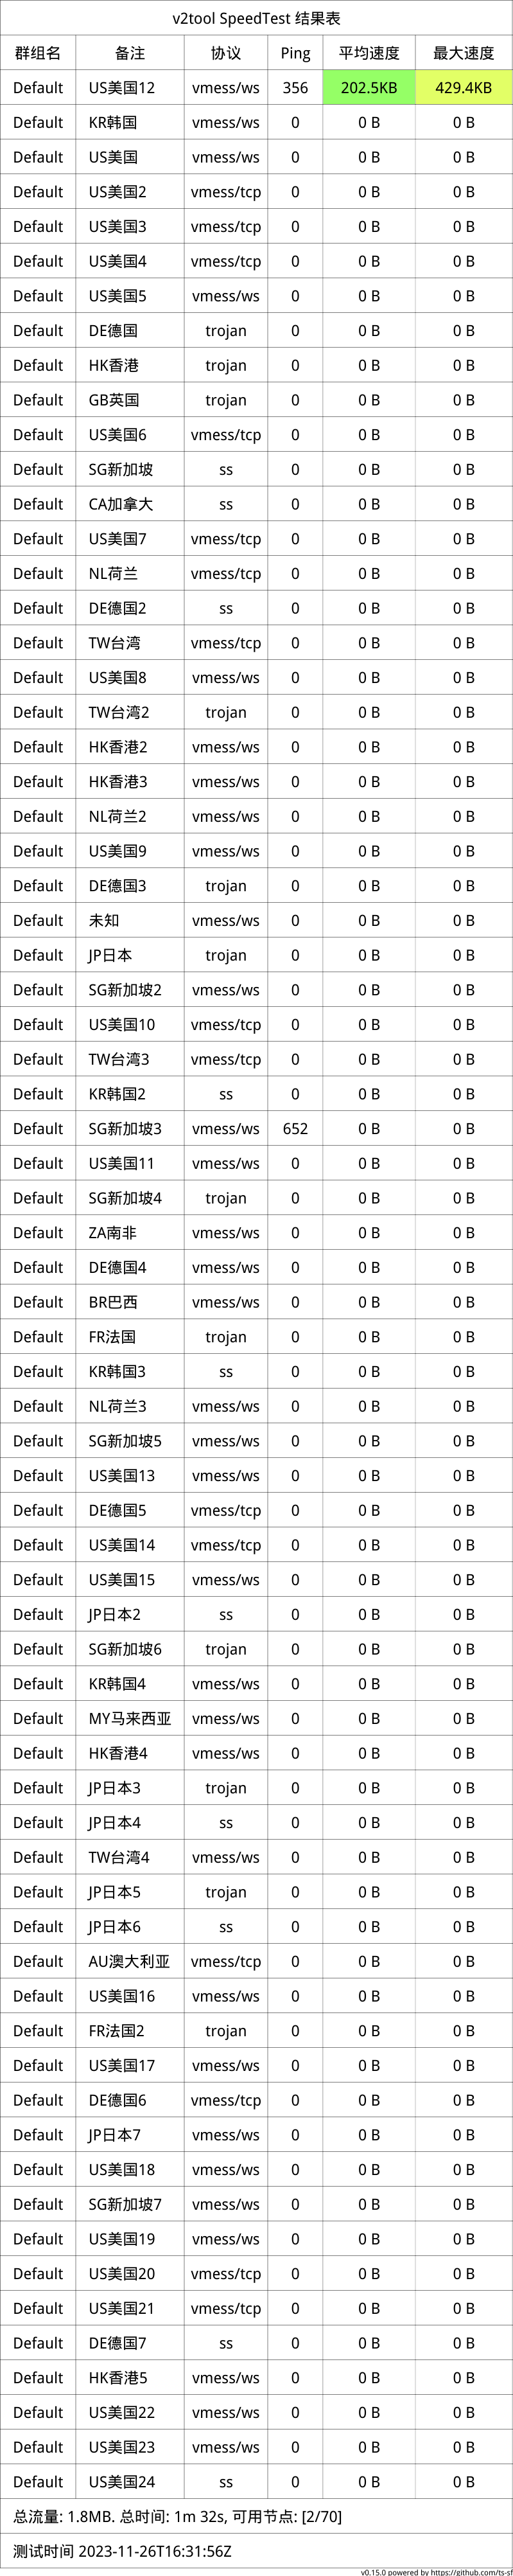 v2tool SpeedTest 结果表
群组名 备注 协议 Ping 平均速度 最大速度
Default US美国12 vmess/ws 356 202.5KB 429.4KB
Default KR韩国 vmess/ws 0 0 B 0 B
Default US美国 vmess/ws 0 0 B 0 B
Default US美国2 vmess/tcp 0 0 B 0 B
Default US美国3 vmess/tcp 0 0 B 0 B
Default US美国4 vmess/tcp 0 0 B 0 B
Default US美国5 vmess/ws 0 0 B 0 B
Default DE德国 trojan 0 0 B 0 B
Default HK香港 trojan 0 0 B 0 B
Default GB英国 trojan 0 0 B 0 B
Default US美国6 vmess/tcp 0 0 B 0 B
Default SG新加坡 ss 0 0 B 0 B
Default CA加拿大 ss 0 0 B 0 B
Default US美国7 vmess/tcp 0 0 B 0 B
Default NL荷兰 vmess/tcp 0 0 B 0 B
Default DE德国2 ss 0 0 B 0 B
Default TW台湾 vmess/tcp 0 0 B 0 B
Default US美国8 vmess/ws 0 0 B 0 B
Default TW台湾2 trojan 0 0 B 0 B
Default HK香港2 vmess/ws 0 0 B 0 B
Default HK香港3 vmess/ws 0 0 B 0 B
Default NL荷兰2 vmess/ws 0 0 B 0 B
Default US美国9 vmess/ws 0 0 B 0 B
Default DE德国3 trojan 0 0 B 0 B
Default 未知 vmess/ws 0 0 B 0 B
Default JP日本 trojan 0 0 B 0 B
Default SG新加坡2 vmess/ws 0 0 B 0 B
Default US美国10 vmess/tcp 0 0 B 0 B
Default TW台湾3 vmess/tcp 0 0 B 0 B
Default KR韩国2 ss 0 0 B 0 B
Default SG新加坡3 vmess/ws 652 0 B 0 B
Default US美国11 vmess/ws 0 0 B 0 B
Default SG新加坡4 trojan 0 0 B 0 B
Default ZA南非 vmess/ws 0 0 B 0 B
Default DE德国4 vmess/ws 0 0 B 0 B
Default BR巴西 vmess/ws 0 0 B 0 B
Default FR法国 trojan 0 0 B 0 B
Default KR韩国3 ss 0 0 B 0 B
Default NL荷兰3 vmess/ws 0 0 B 0 B
Default SG新加坡5 vmess/ws 0 0 B 0 B
Default US美国13 vmess/ws 0 0 B 0 B
Default DE德国5 vmess/tcp 0 0 B 0 B
Default US美国14 vmess/tcp 0 0 B 0 B
Default US美国15 vmess/ws 0 0 B 0 B
Default JP日本2 ss 0 0 B 0 B
Default SG新加坡6 trojan 0 0 B 0 B
Default KR韩国4 vmess/ws 0 0 B 0 B
Default MY马来西亚 vmess/ws 0 0 B 0 B
Default HK香港4 vmess/ws 0 0 B 0 B
Default JP日本3 trojan 0 0 B 0 B
Default JP日本4 ss 0 0 B 0 B
Default TW台湾4 vmess/ws 0 0 B 0 B
Default JP日本5 trojan 0 0 B 0 B
Default JP日本6 ss 0 0 B 0 B
Default AU澳大利亚 vmess/tcp 0 0 B 0 B
Default US美国16 vmess/ws 0 0 B 0 B
Default FR法国2 trojan 0 0 B 0 B
Default US美国17 vmess/ws 0 0 B 0 B
Default DE德国6 vmess/tcp 0 0 B 0 B
Default JP日本7 vmess/ws 0 0 B 0 B
Default US美国18 vmess/ws 0 0 B 0 B
Default SG新加坡7 vmess/ws 0 0 B 0 B
Default US美国19 vmess/ws 0 0 B 0 B
Default US美国20 vmess/tcp 0 0 B 0 B
Default US美国21 vmess/tcp 0 0 B 0 B
Default DE德国7 ss 0 0 B 0 B
Default HK香港5 vmess/ws 0 0 B 0 B
Default US美国22 vmess/ws 0 0 B 0 B
Default US美国23 vmess/ws 0 0 B 0 B
Default US美国24 ss 0 0 B 0 B
总流量: 1.8MB. 总时间: 1m 32s, 可用节点: [2/70]
测试时间 2023-11-26T16:31:56Z
v0.15.0 powered by https://github.com/ts-sf